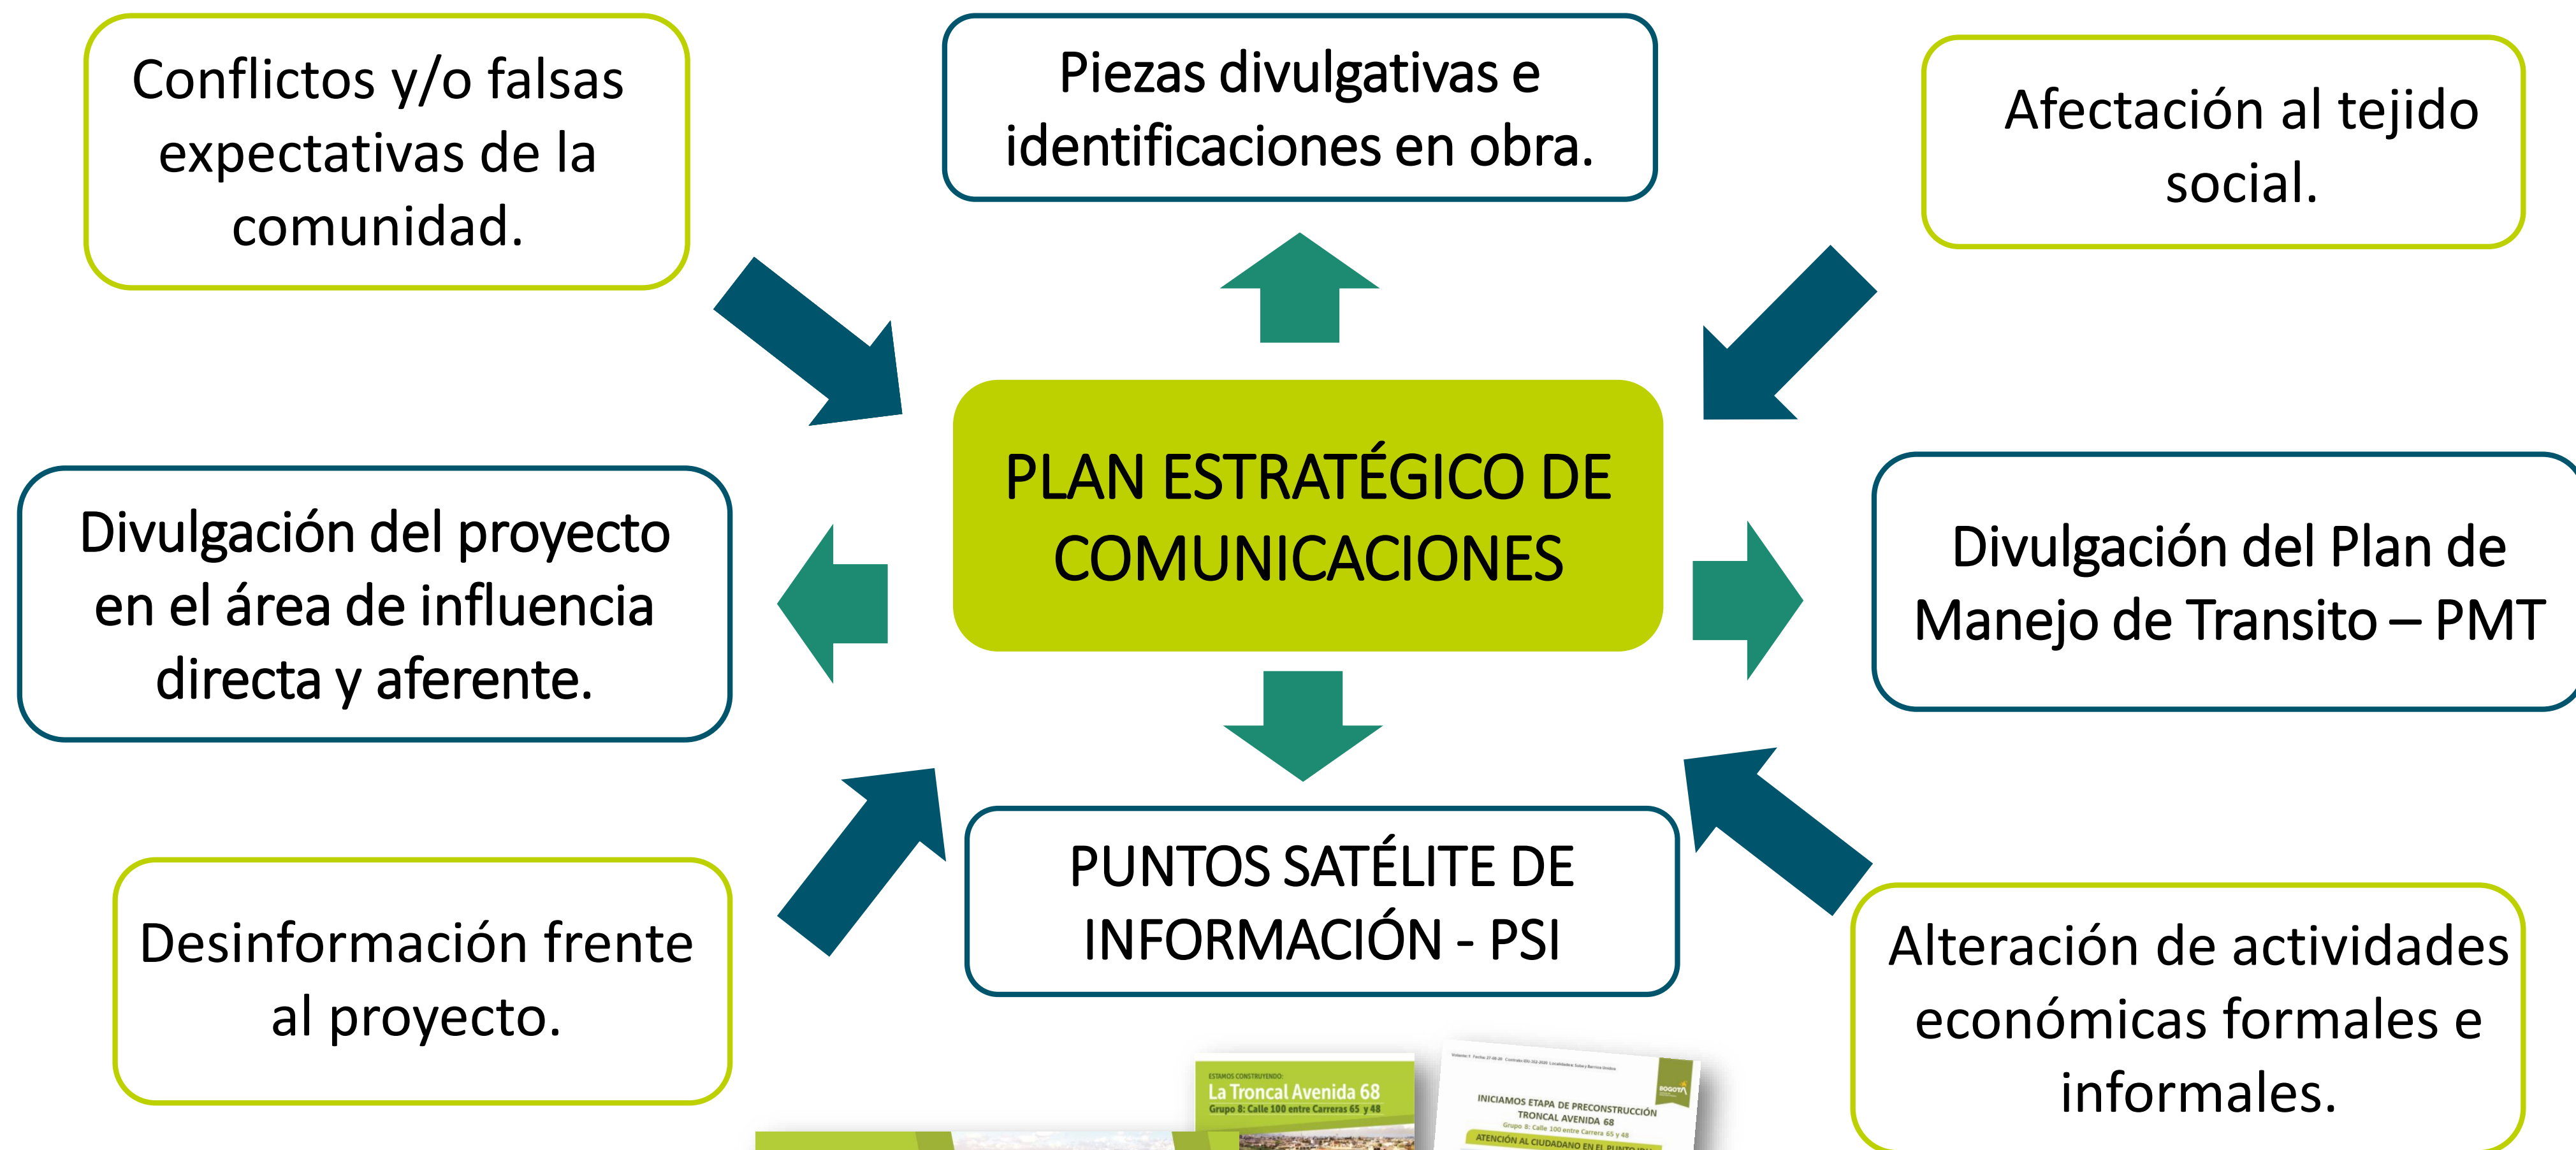 Conflictos y/o falsas
expectativas de la
comunidad.
Piezas divulgativas e
identificaciones en obra.
Afectación al tejido
social.
PLAN ESTRATÉGICO DE
COMUNICACIONES
Divulgación del proyecto
en el área de influencia
directa y aferente.
Divulgación del Plan de
Manejo de Transito – PMT
PUNTOS SATÉLITE DE
INFORMACIÓN - PSI
Desinformación frente
al proyecto.
Alteración de actividades
económicas formales e
informales.
ESTAMOS CONSTRUYENDO:
La Troncal Avenida 68
Grupo 8: Calle 100 entre Carreras 65 y 48
BOGOTÁ
INICIAMOS ETAPA DE PRECONSTRUCCIÓN
TRONCAL AVENIDA 68
Grupo 8: Calle 100 entre Carrera 65 y 48
ATENCIÓN AL CIUDADANO EN EL PUNTO